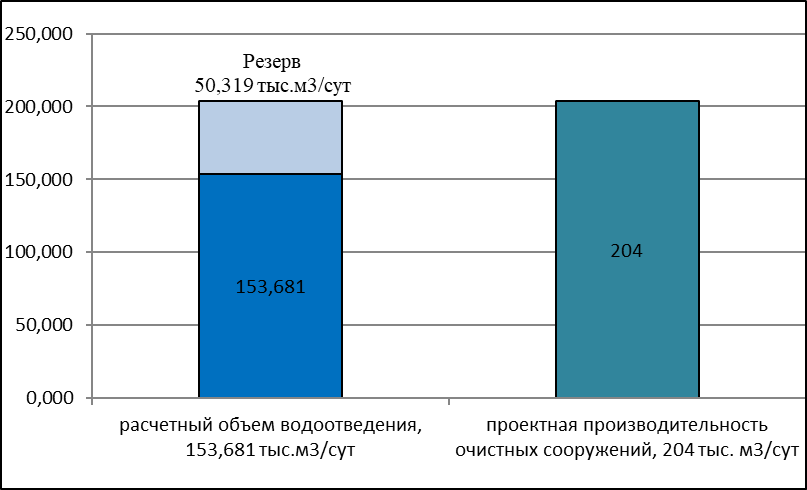 250,000
200,000
150,000
100,000
50,000
0,000
Резерв
50,319 тыс.м3/сут
153,681
204
расчетный объем водоотведения,
153,681 тыс.м3/сут
проектная производительность
очистных сооружений, 204 тыс. м3/сут